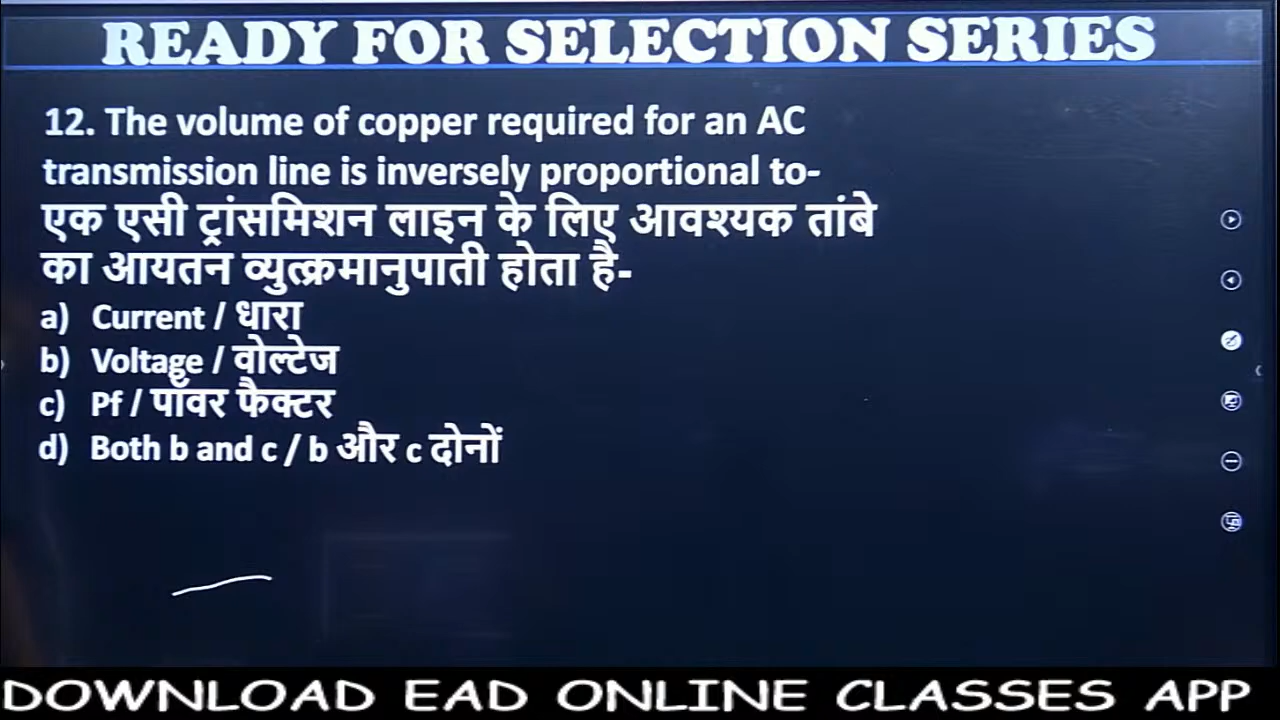 READY FOR SELECTION SERIES
12. The volume of copper required for an AC
transmission line is inversely proportional to-
एक एसी ट्रांसमिशन लाइन के लिए आवश्यक तांबे
का आयतन व्युत्क्रमानुपाती होता है-
a) Current / धारा
b) Voltage / वोल्टेज
c) Pf / पॉवर फैक्टर
d) Both b and c / b और c दोनों
DOWNLOAD EAD ONLINE CLASSES APP